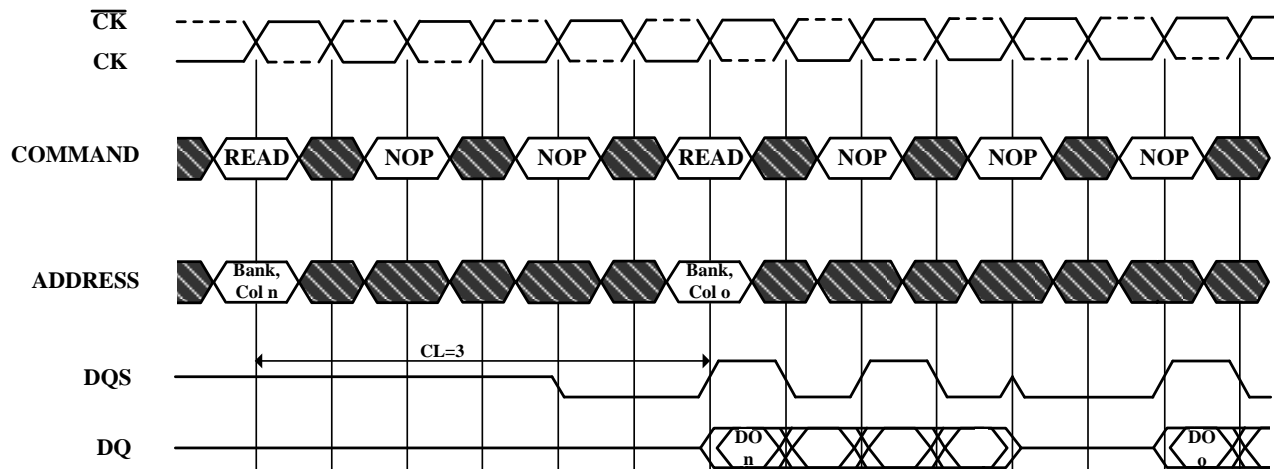 CK
CK
COMMAND READ NOP NOP READ NOP NOP NOP
ADDRESS Bank, Col n Bank, Col o
CL=3
DQS
DQ DO n DO o